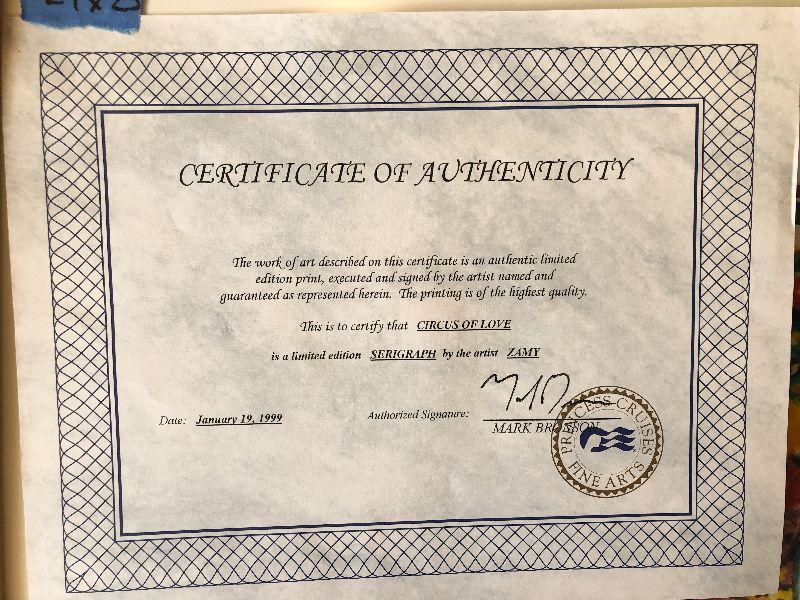 CERTIFICATE OF AUTHENTICITY
The work of art described on this certificate is an authentic limited
edition print, executed and signed by the artist named and
guaranteed as represented herein. The printing is of the highest quality.
This is to certify that CIRCUS OF LOVE
is a limited edition SERIGRAPH by the artist ZAMY
Date: January 19, 1999 Authorized Signature:
MARK BRONSON
PRINCESS CRUISES
FINE ARTS